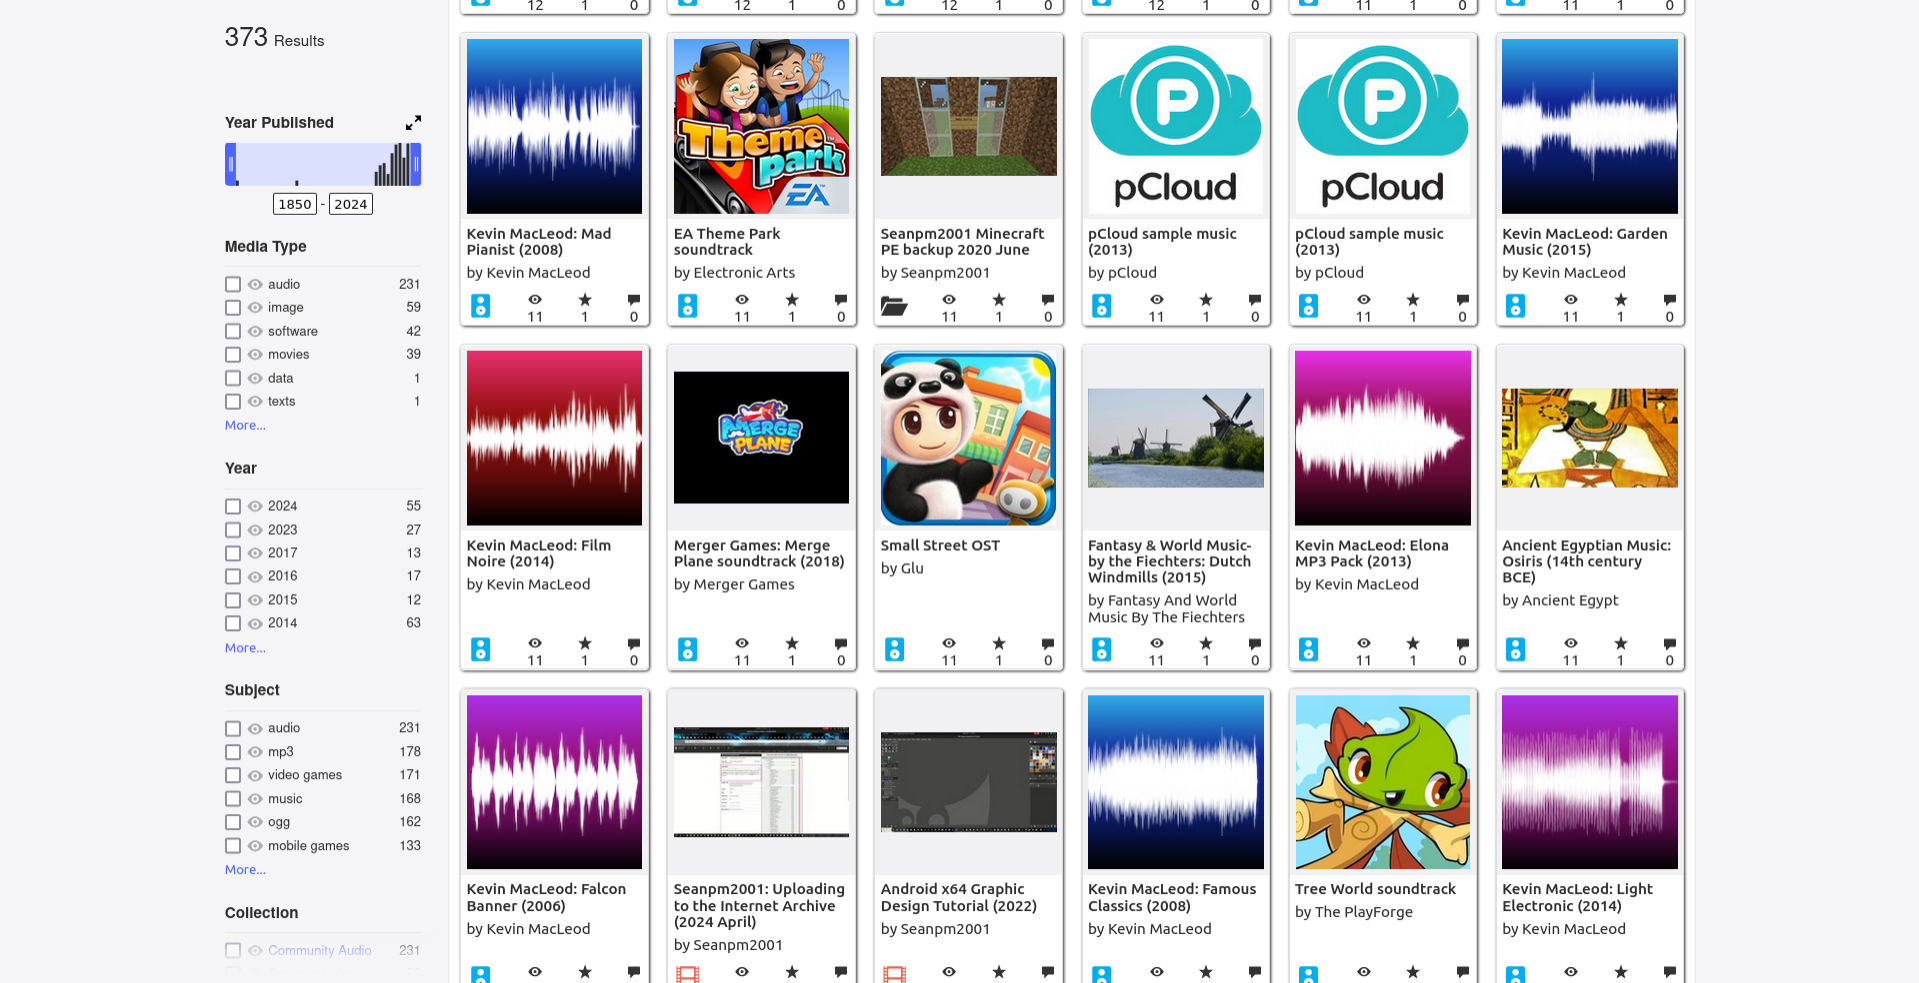 373 Results
Year Published
1850 - 2024
Media Type
audio 231
image 59
software 42
movies 39
data 1
texts 1
More...
Year
2024 55
2023 27
2017 13
2016 17
2015 12
2014 63
More...
Subject
audio 231
mp3 178
video games 171
music 168
ogg 162
mobile games 133
More...
Collection
Community Audio 231
12 1 0
12 1 0
12 1 0
12 1 0
11 1 0
11 1 0
Kevin MacLeod: Mad
Pianist (2008)
by Kevin MacLeod
11 1 0
Theme
park
EA
EA Theme Park
soundtrack
by Electronic Arts
11 1 0
Seanpm2001 Minecraft
PE backup 2020 June
by Seanpm2001
11 1 0
P
pCloud
pCloud sample music
(2013)
by pCloud
11 1 0
P
pCloud
pCloud sample music
(2013)
by pCloud
11 1 0
Kevin MacLeod: Garden
Music (2015)
by Kevin MacLeod
11 1 0
Kevin MacLeod: Film
Noire (2014)
by Kevin MacLeod
11 1 0
MERGE
PLANE
Merger Games: Merge
Plane soundtrack (2018)
by Merger Games
11 1 0
Small Street OST
by Glu
11 1 0
Fantasy & World Music-
by the Fiechters: Dutch
Windmills (2015)
by Fantasy And World
Music By The Fiechters
11 1 0
Kevin MacLeod: Elona
MP3 Pack (2013)
by Kevin MacLeod
11 1 0
Ancient Egyptian Music:
Osiris (14th century
BCE)
by Ancient Egypt
11 1 0
Kevin MacLeod: Falcon
Banner (2006)
by Kevin MacLeod
Seanpm2001: Uploading
to the Internet Archive
(2024 April)
by Seanpm2001
Android x64 Graphic
Design Tutorial (2022)
by Seanpm2001
Kevin MacLeod: Famous
Classics (2008)
by Kevin MacLeod
Tree World soundtrack
by The PlayForge
Kevin MacLeod: Light
Electronic (2014)
by Kevin MacLeod